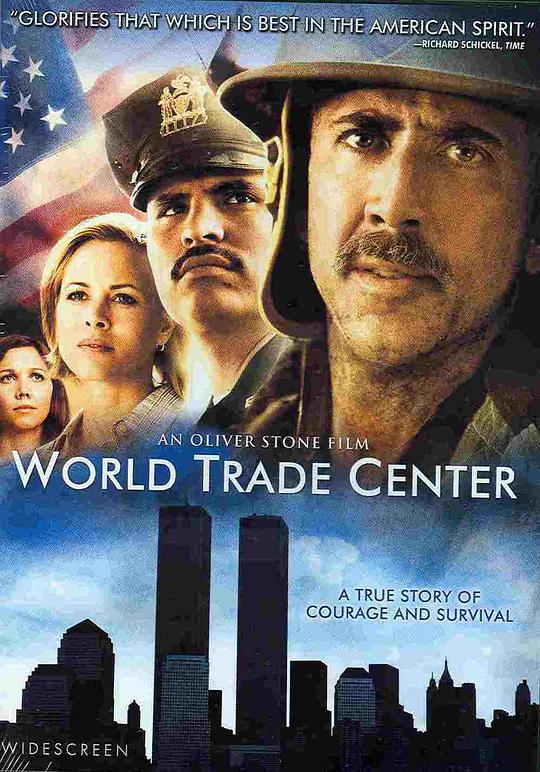 "GLORIFIES THAT WHICH IS BEST IN THE AMERICAN SPIRIT."
—RICHARD SCHICKEL, TIME
AN OLIVER STONE FILM
WORLD TRADE CENTER
A TRUE STORY OF
COURAGE AND SURVIVAL
WIDESCREEN